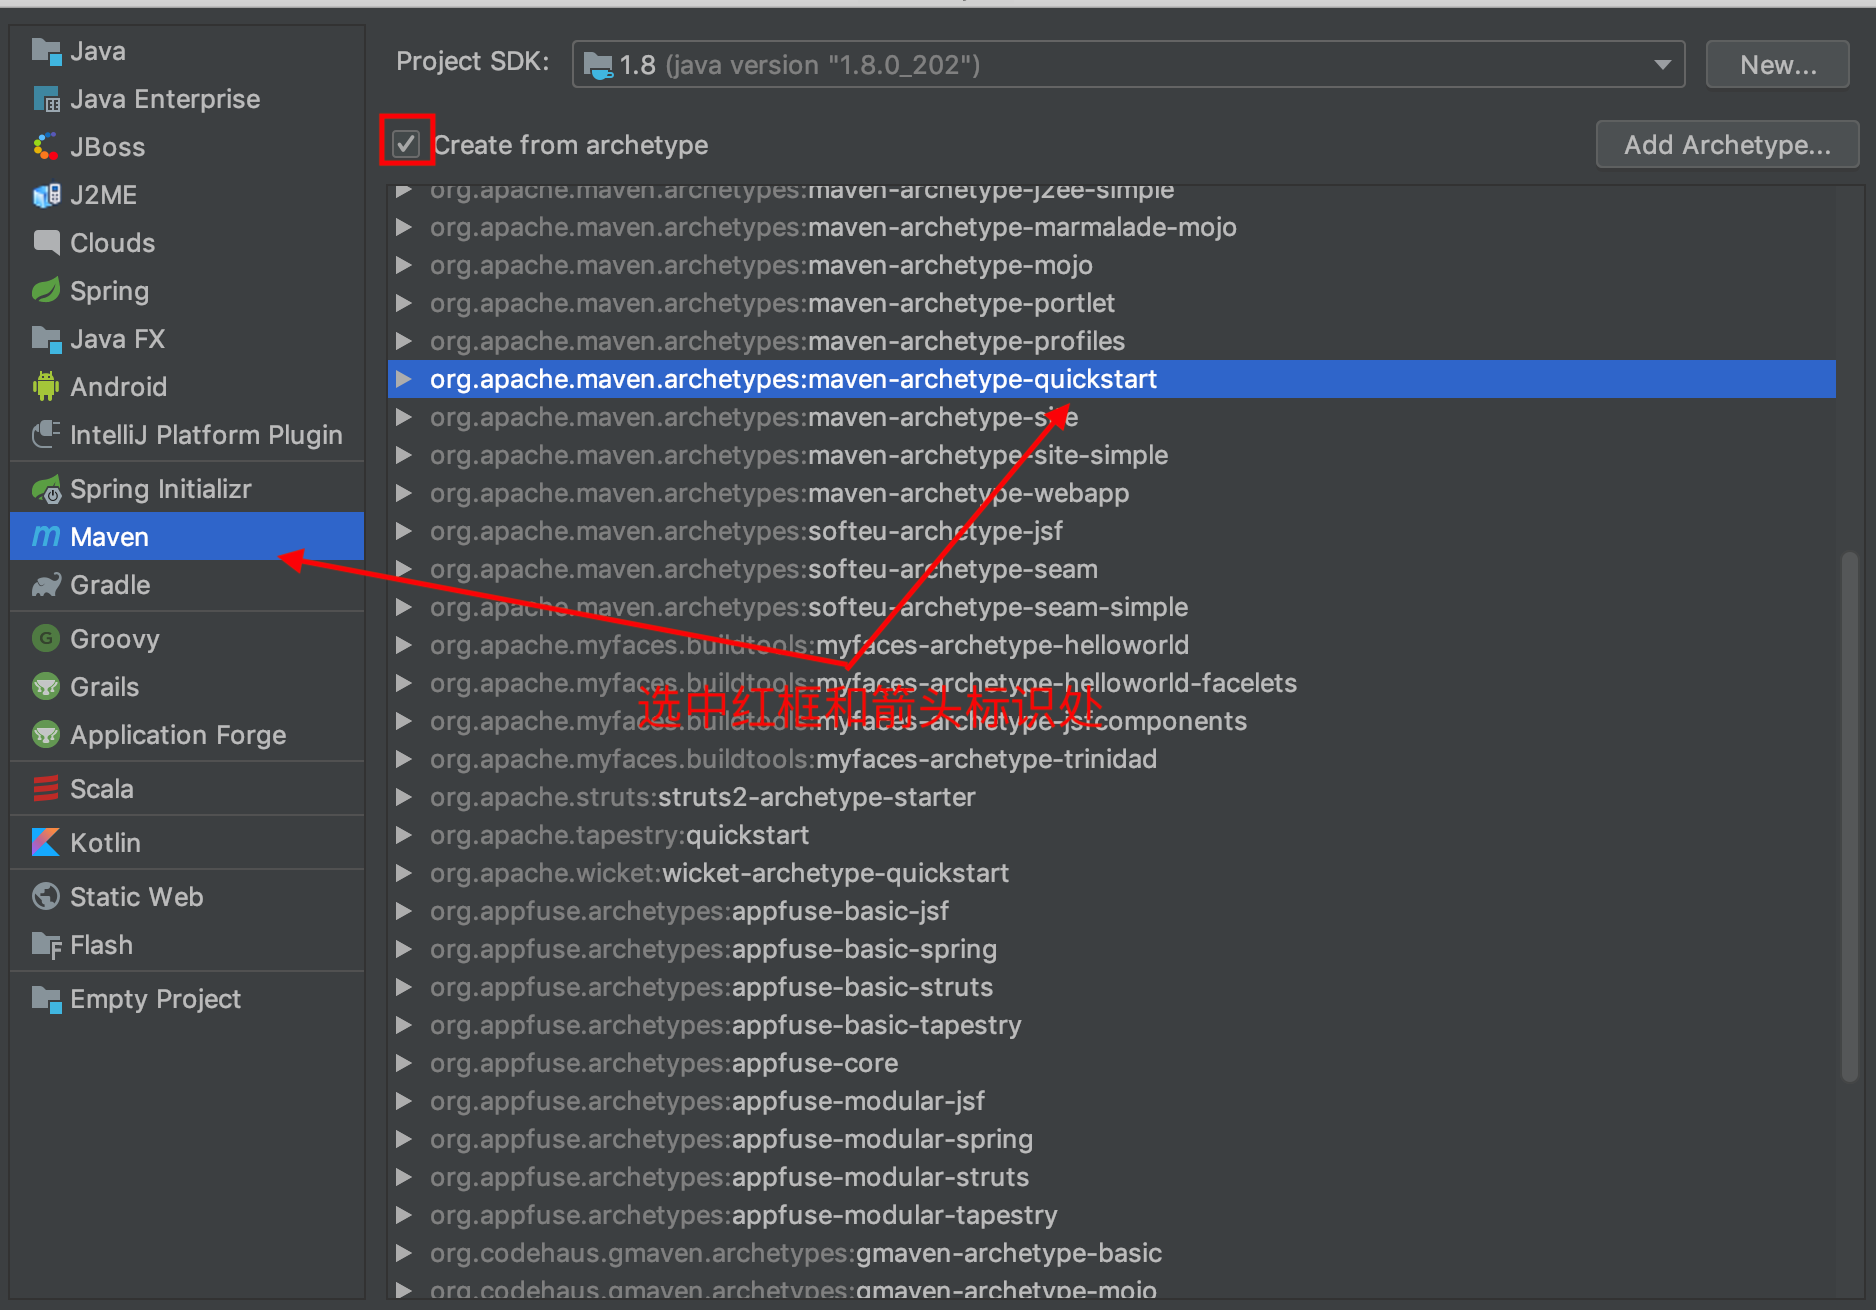 Java
Java Enterprise
JBoss
J2ME
Clouds
Spring
Java FX
Android
IntelliJ Platform Plugin
Spring Initializr
Maven
Gradle
Groovy
Grails
Application Forge
Scala
Kotlin
Static Web
Flash
Empty Project
Project SDK: 1.8 (java version "1.8.0_202") New...
Create from archetype Add Archetype...
org.apache.maven.archetypes:maven-archetype-j2ee-simple
org.apache.maven.archetypes:maven-archetype-marmalade-mojo
org.apache.maven.archetypes:maven-archetype-mojo
org.apache.maven.archetypes:maven-archetype-portlet
org.apache.maven.archetypes:maven-archetype-profiles
org.apache.maven.archetypes:maven-archetype-quickstart
org.apache.maven.archetypes:maven-archetype-site
org.apache.maven.archetypes:maven-archetype-site-simple
org.apache.maven.archetypes:maven-archetype-webapp
org.apache.maven.archetypes:softeu-archetype-jsf
org.apache.maven.archetypes:softeu-archetype-seam
org.apache.maven.archetypes:softeu-archetype-seam-simple
org.apache.myfaces.buildtools:myfaces-archetype-helloworld
org.apache.myfaces.buildtools:myfaces-archetype-helloworld-facelets
选中红框和箭头标识处
org.apache.myfaces.buildtools:myfaces-archetype-jsfcomponents
org.apache.myfaces.buildtools:myfaces-archetype-trinidad
org.apache.struts:struts2-archetype-starter
org.apache.tapestry:quickstart
org.apache.wicket:wicket-archetype-quickstart
org.appfuse.archetypes:appfuse-basic-jsf
org.appfuse.archetypes:appfuse-basic-spring
org.appfuse.archetypes:appfuse-basic-struts
org.appfuse.archetypes:appfuse-basic-tapestry
org.appfuse.archetypes:appfuse-core
org.appfuse.archetypes:appfuse-modular-jsf
org.appfuse.archetypes:appfuse-modular-spring
org.appfuse.archetypes:appfuse-modular-struts
org.appfuse.archetypes:appfuse-modular-tapestry
org.codehaus.gmaven.archetypes:gmaven-archetype-basic
org.codehaus.gmaven.archetypes:gmaven-archetype-mojo